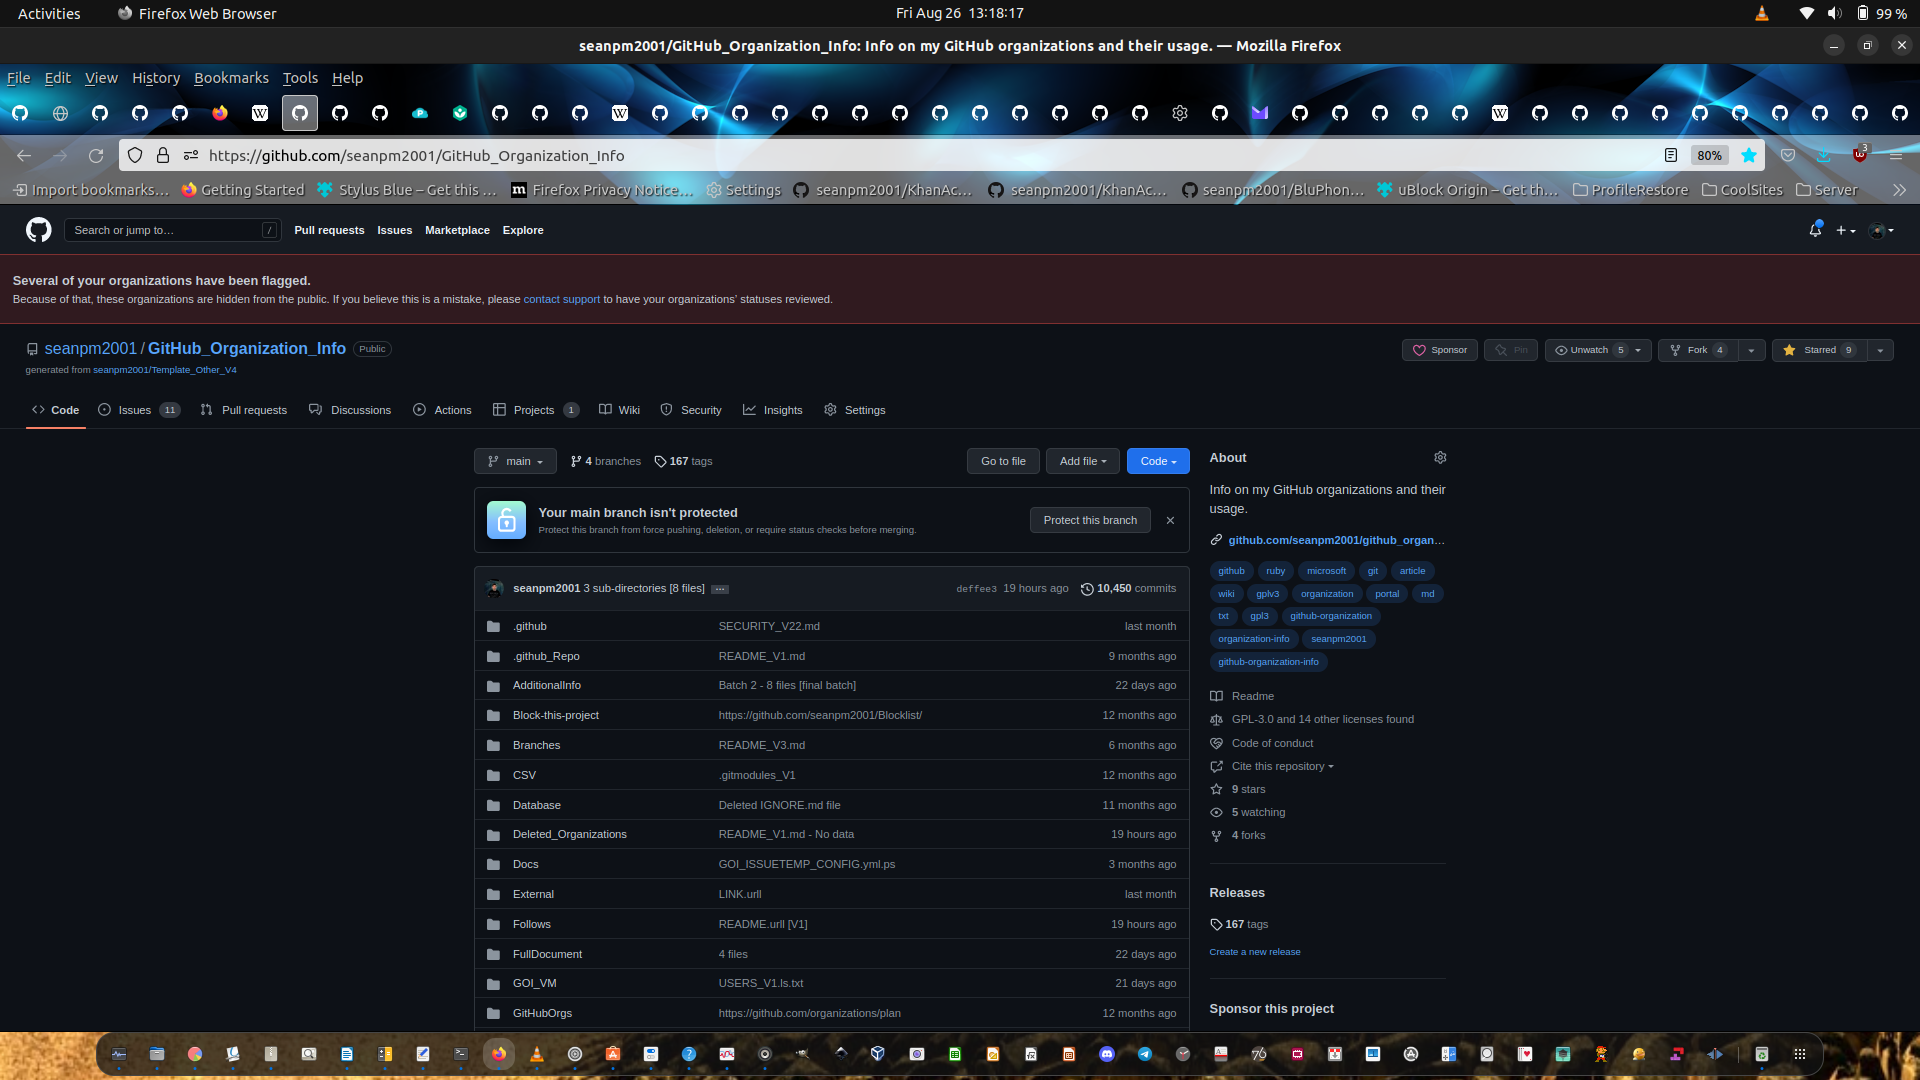 Activities Firefox Web Browser Fri Aug 26 13:18:17 99 %
seanpm2001/GitHub_Organization_Info: Info on my GitHub organizations and their usage. — Mozilla Firefox
File Edit View History Bookmarks Tools Help
https://github.com/seanpm2001/GitHub_Organization_Info 80% 3
Import bookmarks… Getting Started Stylus Blue – Get this … Firefox Privacy Notice… Settings seanpm2001/KhanAc… seanpm2001/KhanAc… seanpm2001/BluPhon… uBlock Origin – Get th… ProfileRestore CoolSites Server
Search or jump to… / Pull requests Issues Marketplace Explore
Several of your organizations have been flagged.
Because of that, these organizations are hidden from the public. If you believe this is a mistake, please contact support to have your organizations' statuses reviewed.
seanpm2001 / GitHub_Organization_Info Public Sponsor Pin Unwatch 5 Fork 4 Starred 9
generated from seanpm2001/Template_Other_V4
Code Issues 11 Pull requests Discussions Actions Projects 1 Wiki Security Insights Settings
main 4 branches 167 tags Go to file Add file Code
Your main branch isn't protected
Protect this branch from force pushing, deletion, or require status checks before merging.
Protect this branch
seanpm2001 3 sub-directories [8 files] ... deffee3 19 hours ago 10,450 commits
.github SECURITY_V22.md last month
.github_Repo README_V1.md 9 months ago
AdditionalInfo Batch 2 - 8 files [final batch] 22 days ago
Block-this-project https://github.com/seanpm2001/Blocklist/ 12 months ago
Branches README_V3.md 6 months ago
CSV .gitmodules_V1 12 months ago
Database Deleted IGNORE.md file 11 months ago
Deleted_Organizations README_V1.md - No data 19 hours ago
Docs GOI_ISSUETEMP_CONFIG.yml.ps 3 months ago
External LINK.urll last month
Follows README.urll [V1] 19 hours ago
FullDocument 4 files 22 days ago
GOI_VM USERS_V1.ls.txt 21 days ago
GitHubOrgs https://github.com/organizations/plan 12 months ago
About
Info on my GitHub organizations and their
usage.
github.com/seanpm2001/github_organ…
github ruby microsoft git article
wiki gplv3 organization portal md
txt gpl3 github-organization
organization-info seanpm2001
github-organization-info
Readme
GPL-3.0 and 14 other licenses found
Code of conduct
Cite this repository
9 stars
5 watching
4 forks
Releases
167 tags
Create a new release
Sponsor this project